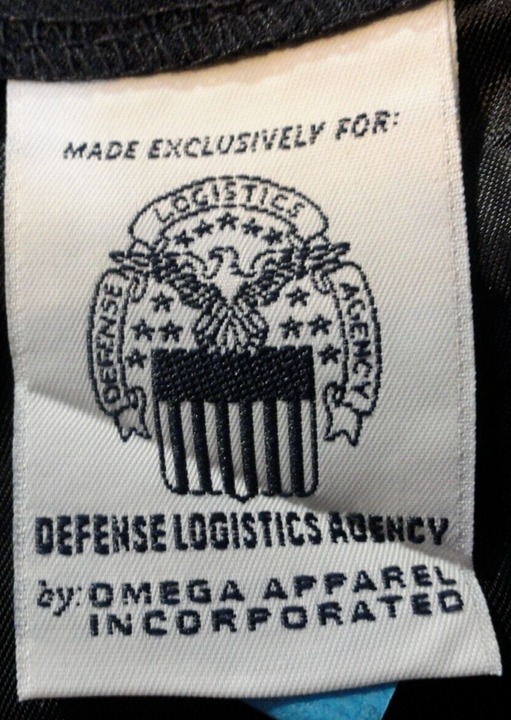 MADE EXCLUSIVELY FOR:
LOGISTICS
DEFENSE
AGENCY
DEFENSE LOGISTICS AGENCY
by: OMEGA APPAREL
INCORPORATED